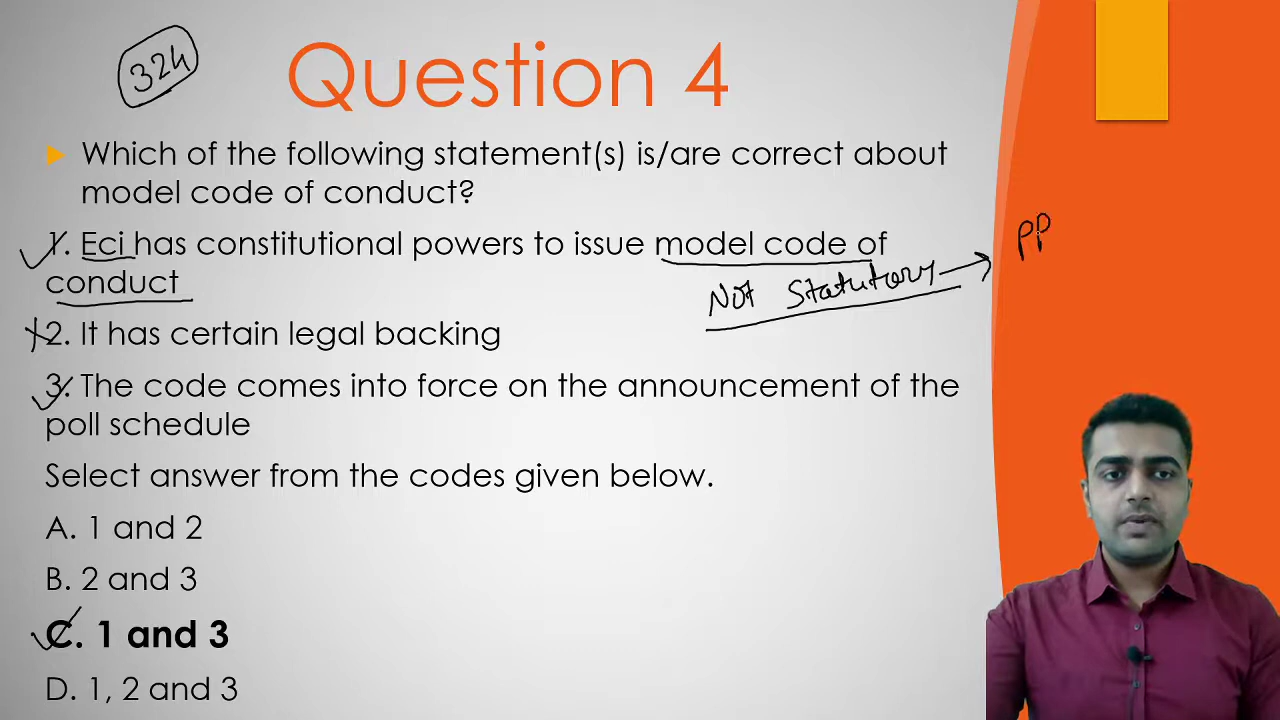 324
Question 4
Which of the following statement(s) is/are correct about
model code of conduct?
1. Eci has constitutional powers to issue model code of
conduct
Not Statutory
PP
2. It has certain legal backing
3. The code comes into force on the announcement of the
poll schedule
Select answer from the codes given below.
A. 1 and 2
B. 2 and 3
C. 1 and 3
D. 1, 2 and 3